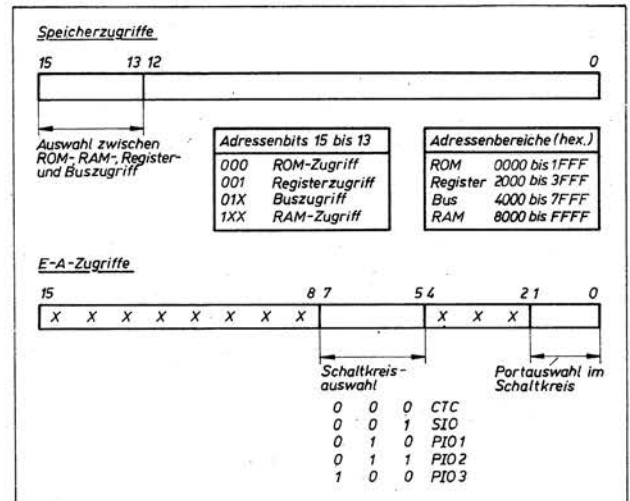 Speicherzugriffe
15 13 12 0
Auswahl zwischen
ROM-, RAM-, Register-
und Buszugriff
Adressenbits 15 bis 13
000 ROM-Zugriff
001 Registerzugriff
01X Buszugriff
1XX RAM-Zugriff
Adressenbereiche (hex.)
ROM 0000 bis 1FFF
Register 2000 bis 3FFF
Bus 4000 bis 7FFF
RAM 8000 bis FFFF
E-A-Zugriffe
15 8 7 5 4 2 1 0
X X X X X X X X X X X
Schaltkreis-
auswahl
Portauswahl im
Schaltkreis
0 0 0 CTC
0 0 1 SIO
0 1 0 PIO1
0 1 1 PIO2
1 0 0 PIO3